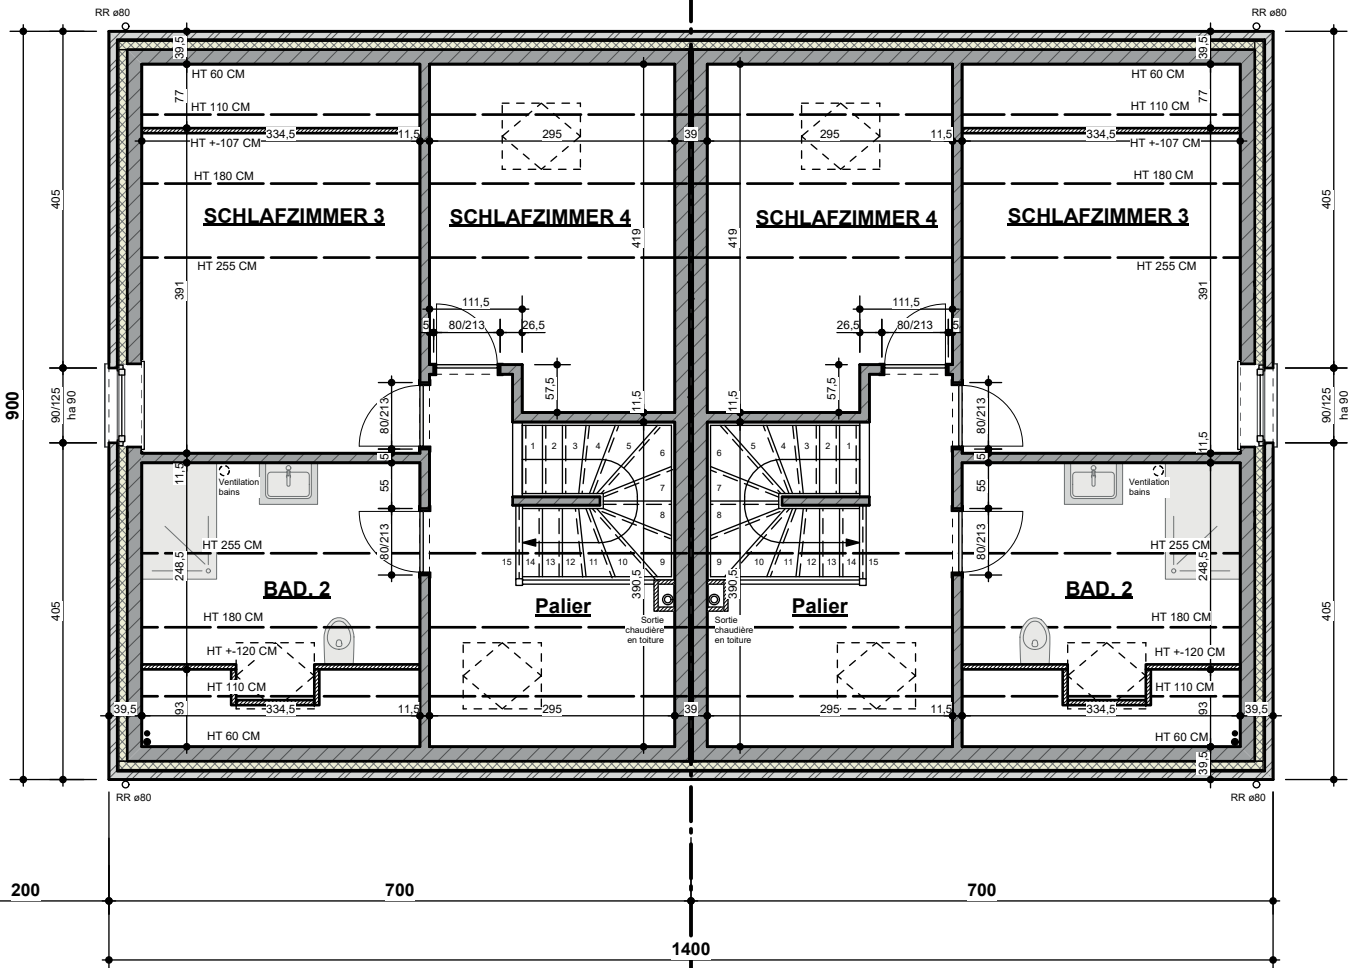 RR ø80
RR ø80
39,5
39,5
HT 60 CM
HT 60 CM
77
77
HT 110 CM
HT 110 CM
334,5
11,5
295
39
295
11,5
334,5
HT +-107 CM
HT +-107 CM
HT 180 CM
HT 180 CM
405
405
SCHLAFZIMMER 3
SCHLAFZIMMER 4
SCHLAFZIMMER 4
SCHLAFZIMMER 3
419
419
HT 255 CM
HT 255 CM
391
391
111,5
111,5
5
80/213
26,5
26,5
80/213
5
57,5
57,5
900
90/125
ha 90
90/125
ha 90
80/213
80/213
11,5
11,5
11,5
11,5
5
5
1 2 3 4 5 6 7 8 9 10 11 12 13 14 15
1 2 3 4 5 6 7 8 9 10 11 12 13 14 15
Ventilation
bains
Ventilation
bains
55
55
80/213
80/213
HT 255 CM
HT 255 CM
248,5
248,5
BAD. 2
Palier
Palier
BAD. 2
390,5
390,5
Sortie
chaudière
en toiture
Sortie
chaudière
en toiture
HT 180 CM
HT 180 CM
405
405
HT +-120 CM
HT +-120 CM
HT 110 CM
HT 110 CM
93
93
39,5
334,5
11,5
295
39
295
11,5
334,5
39,5
HT 60 CM
HT 60 CM
39,5
RR ø80
RR ø80
200
700
700
1400